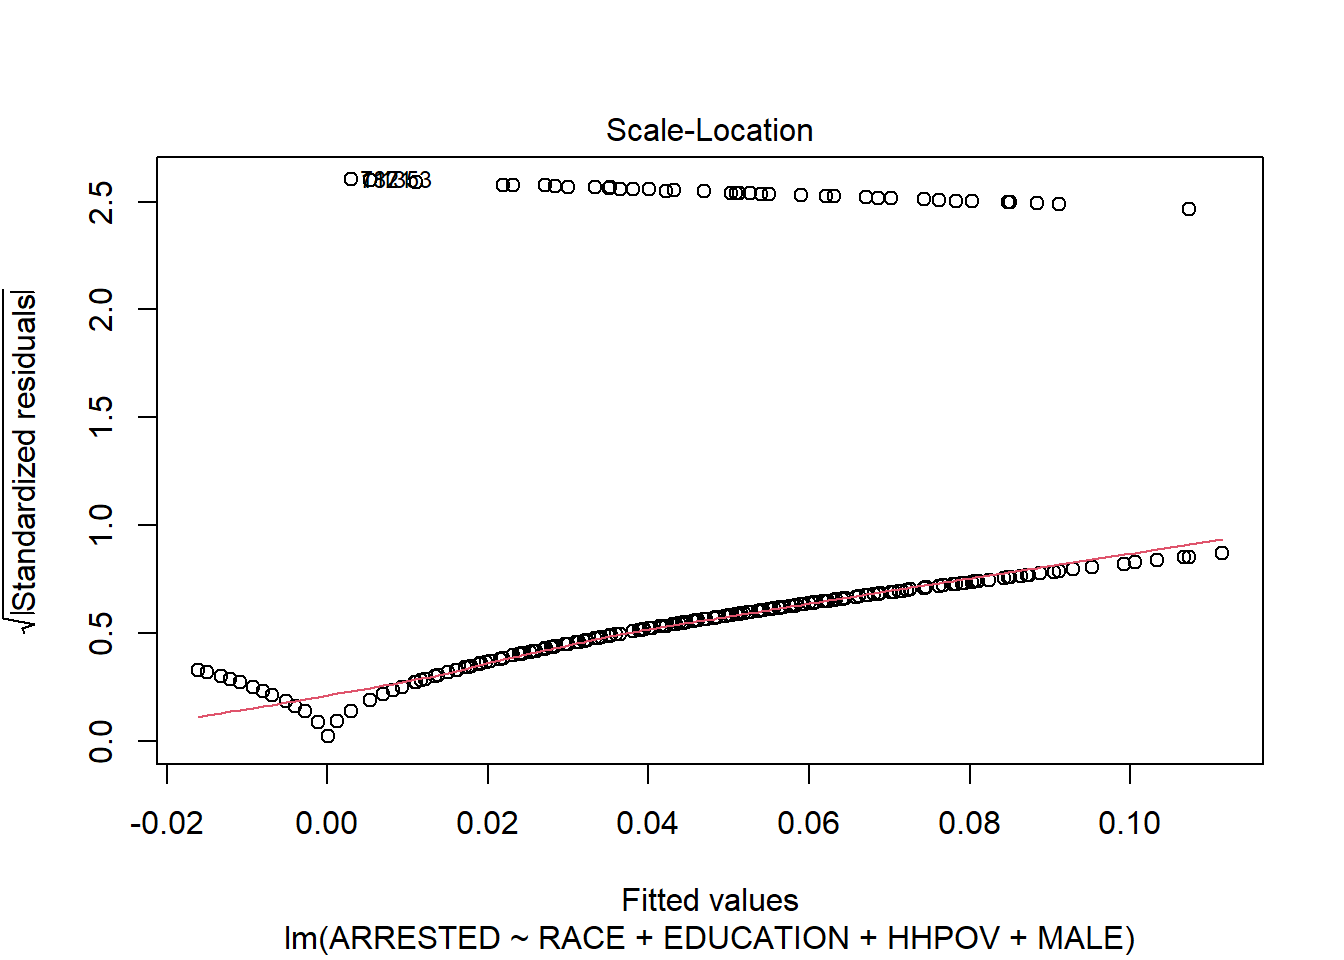 Scale-Location
√|Standardized residuals|
2.5
2.0
1.5
1.0
0.5
0.0
-0.02 0.00 0.02 0.04 0.06 0.08 0.10
Fitted values
lm(ARRESTED ~ RACE + EDUCATION + HHPOV + MALE)